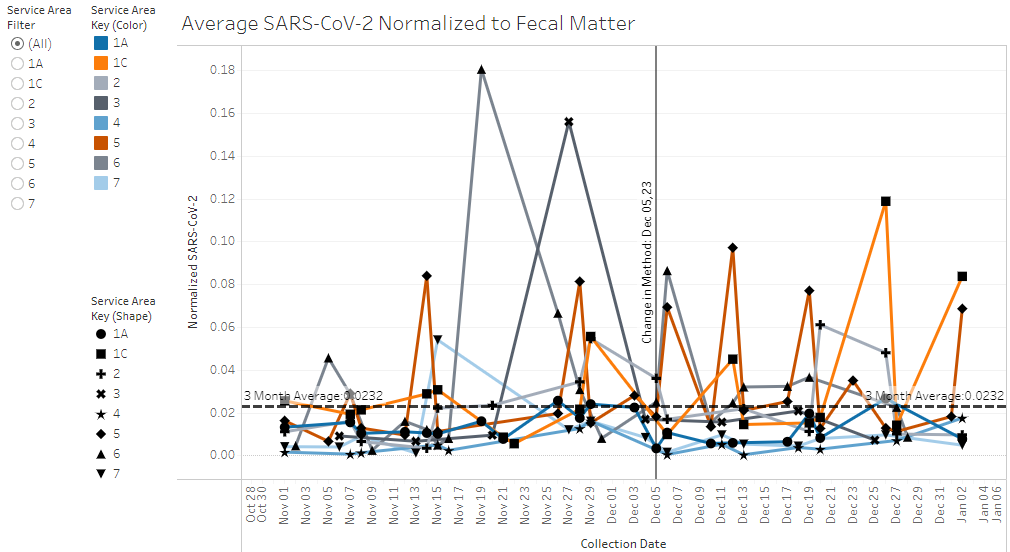 Service Area
Filter
(All)
1A
1C
2
3
4
5
6
7
Service Area
Key (Color)
1A
1C
2
3
4
5
6
7
Service Area
Key (Shape)
1A
1C
2
3
4
5
6
7
Average SARS-CoV-2 Normalized to Fecal Matter
Normalized SARS-CoV-2
0.18
0.16
0.14
0.12
0.10
0.08
0.06
0.04
0.02
0.00
Change in Method: Dec 05,23
3 Month Average:0.0232
3 Month Average:0.0232
Oct 28
Oct 30
Nov 01
Nov 03
Nov 05
Nov 07
Nov 09
Nov 11
Nov 13
Nov 15
Nov 17
Nov 19
Nov 21
Nov 23
Nov 25
Nov 27
Nov 29
Dec 01
Dec 03
Dec 05
Dec 07
Dec 09
Dec 11
Dec 13
Dec 15
Dec 17
Dec 19
Dec 21
Dec 23
Dec 25
Dec 27
Dec 29
Dec 31
Jan 02
Jan 04
Jan 06
Collection Date